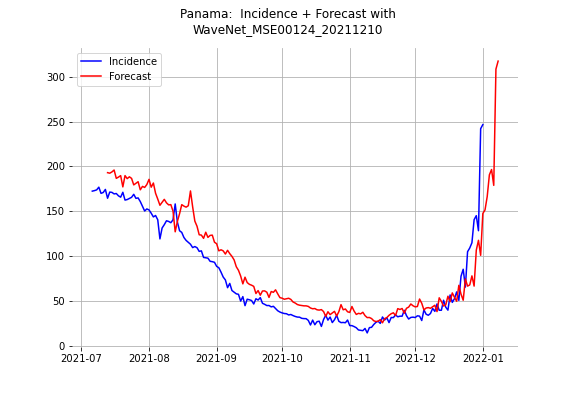 Panama:  Incidence + Forecast with
WaveNet_MSE00124_20211210
Incidence
Forecast
300
250
200
150
100
50
0
2021-07 2021-08 2021-09 2021-10 2021-11 2021-12 2022-01